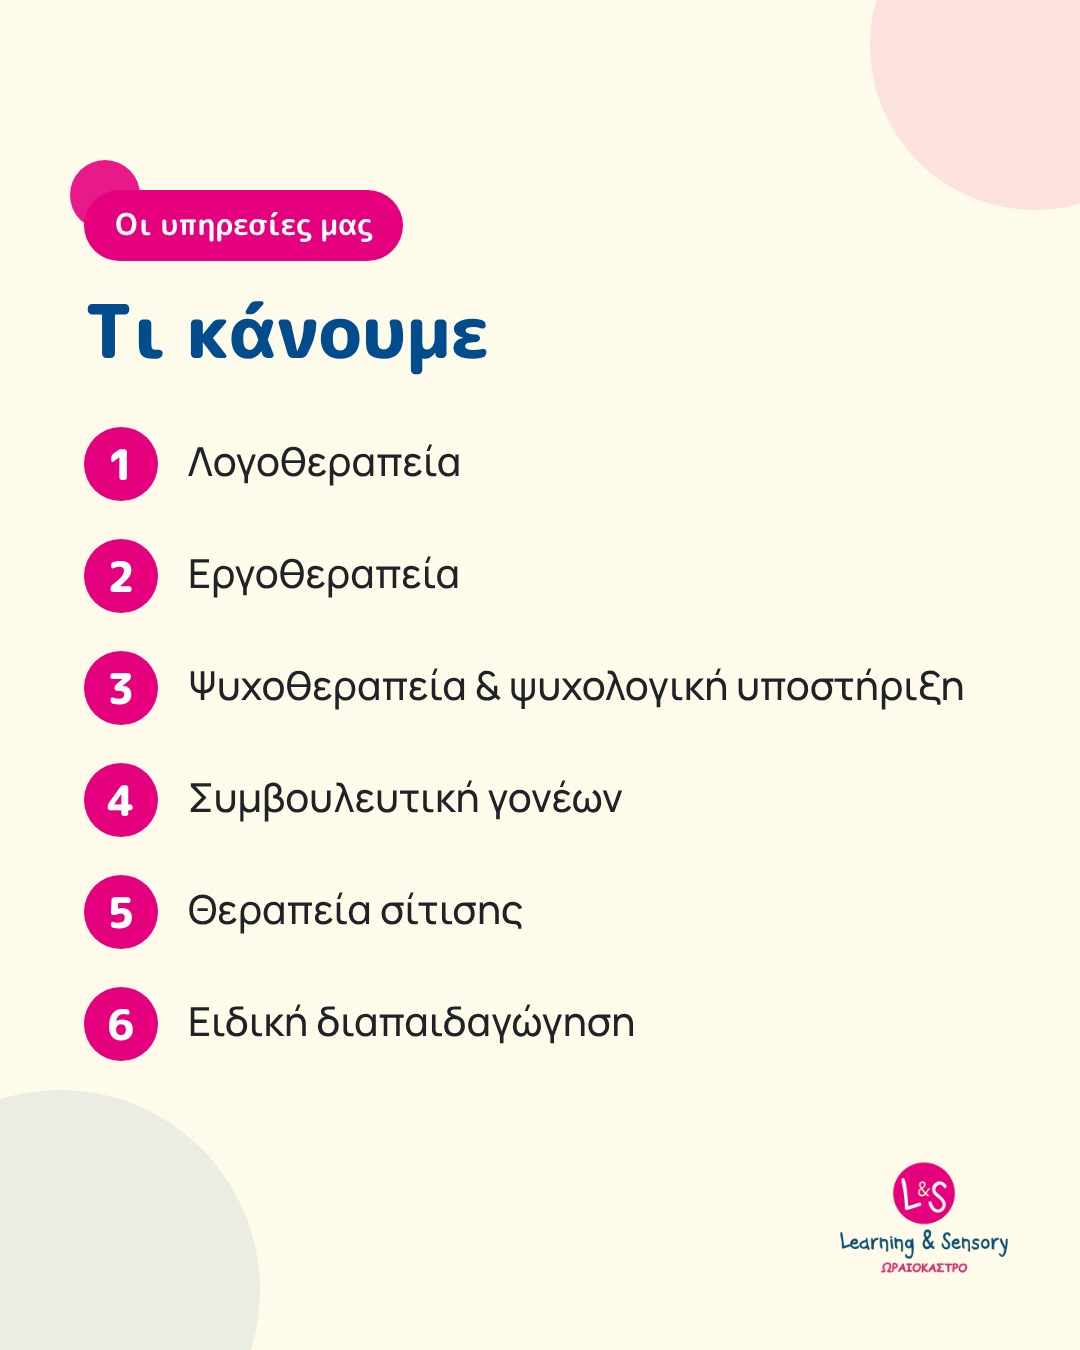 Οι υπηρεσίες μας
Τι κάνουμε
1 Λογοθεραπεία
2 Εργοθεραπεία
3 Ψυχοθεραπεία & ψυχολογική υποστήριξη
4 Συμβουλευτική γονέων
5 Θεραπεία σίτισης
6 Ειδική διαπαιδαγώγηση
L&S
Learning & Sensory
ΩΡΑΙΟΚΑΣΤΡΟ